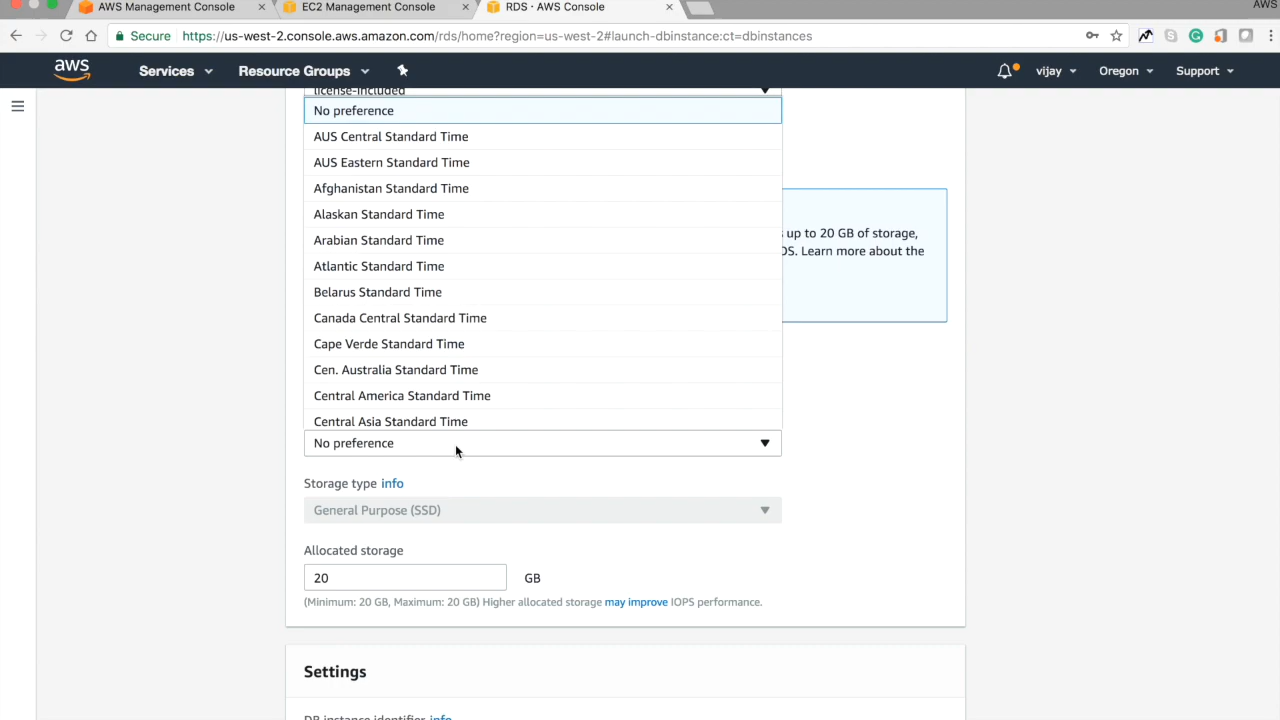 AWS Management Console
EC2 Management Console
RDS · AWS Console
AWS
Secure
https://us-west-2.console.aws.amazon.com/rds/home?region=us-west-2#launch-dbinstance:ct=dbinstances
aws
Services
Resource Groups
vijay
Oregon
Support
license-included
No preference
AUS Central Standard Time
AUS Eastern Standard Time
Afghanistan Standard Time
Alaskan Standard Time
Arabian Standard Time
Atlantic Standard Time
Belarus Standard Time
Canada Central Standard Time
Cape Verde Standard Time
Cen. Australia Standard Time
Central America Standard Time
Central Asia Standard Time
up to 20 GB of storage,
DS. Learn more about the
No preference
Storage type info
General Purpose (SSD)
Allocated storage
20
GB
(Minimum: 20 GB, Maximum: 20 GB) Higher allocated storage may improve IOPS performance.
Settings
DB instance identifier info